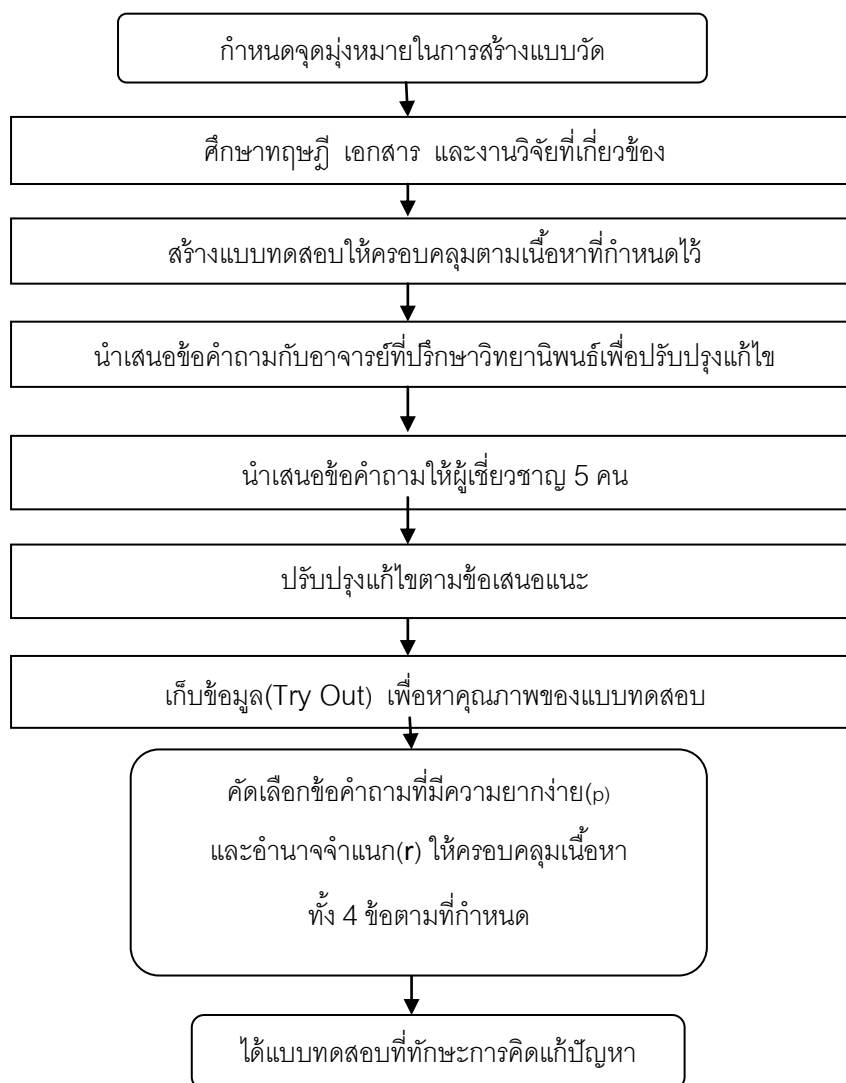 กำหนดจุดมุ่งหมายในการสร้างแบบวัด
ศึกษาทฤษฎี เอกสาร และงานวิจัยที่เกี่ยวข้อง
สร้างแบบทดสอบให้ครอบคลุมตามเนื้อหาที่กำหนดไว้
นำเสนอข้อคำถามกับอาจารย์ที่ปรึกษาวิทยานิพนธ์เพื่อปรับปรุงแก้ไข
นำเสนอข้อคำถามให้ผู้เชี่ยวชาญ 5 คน
ปรับปรุงแก้ไขตามข้อเสนอแนะ
เก็บข้อมูล(Try Out) เพื่อหาคุณภาพของแบบทดสอบ
คัดเลือกข้อคำถามที่มีความยากง่าย(p)
และอำนาจจำแนก(r) ให้ครอบคลุมเนื้อหา
ทั้ง 4 ข้อตามที่กำหนด
ได้แบบทดสอบที่ทักษะการคิดแก้ปัญหา